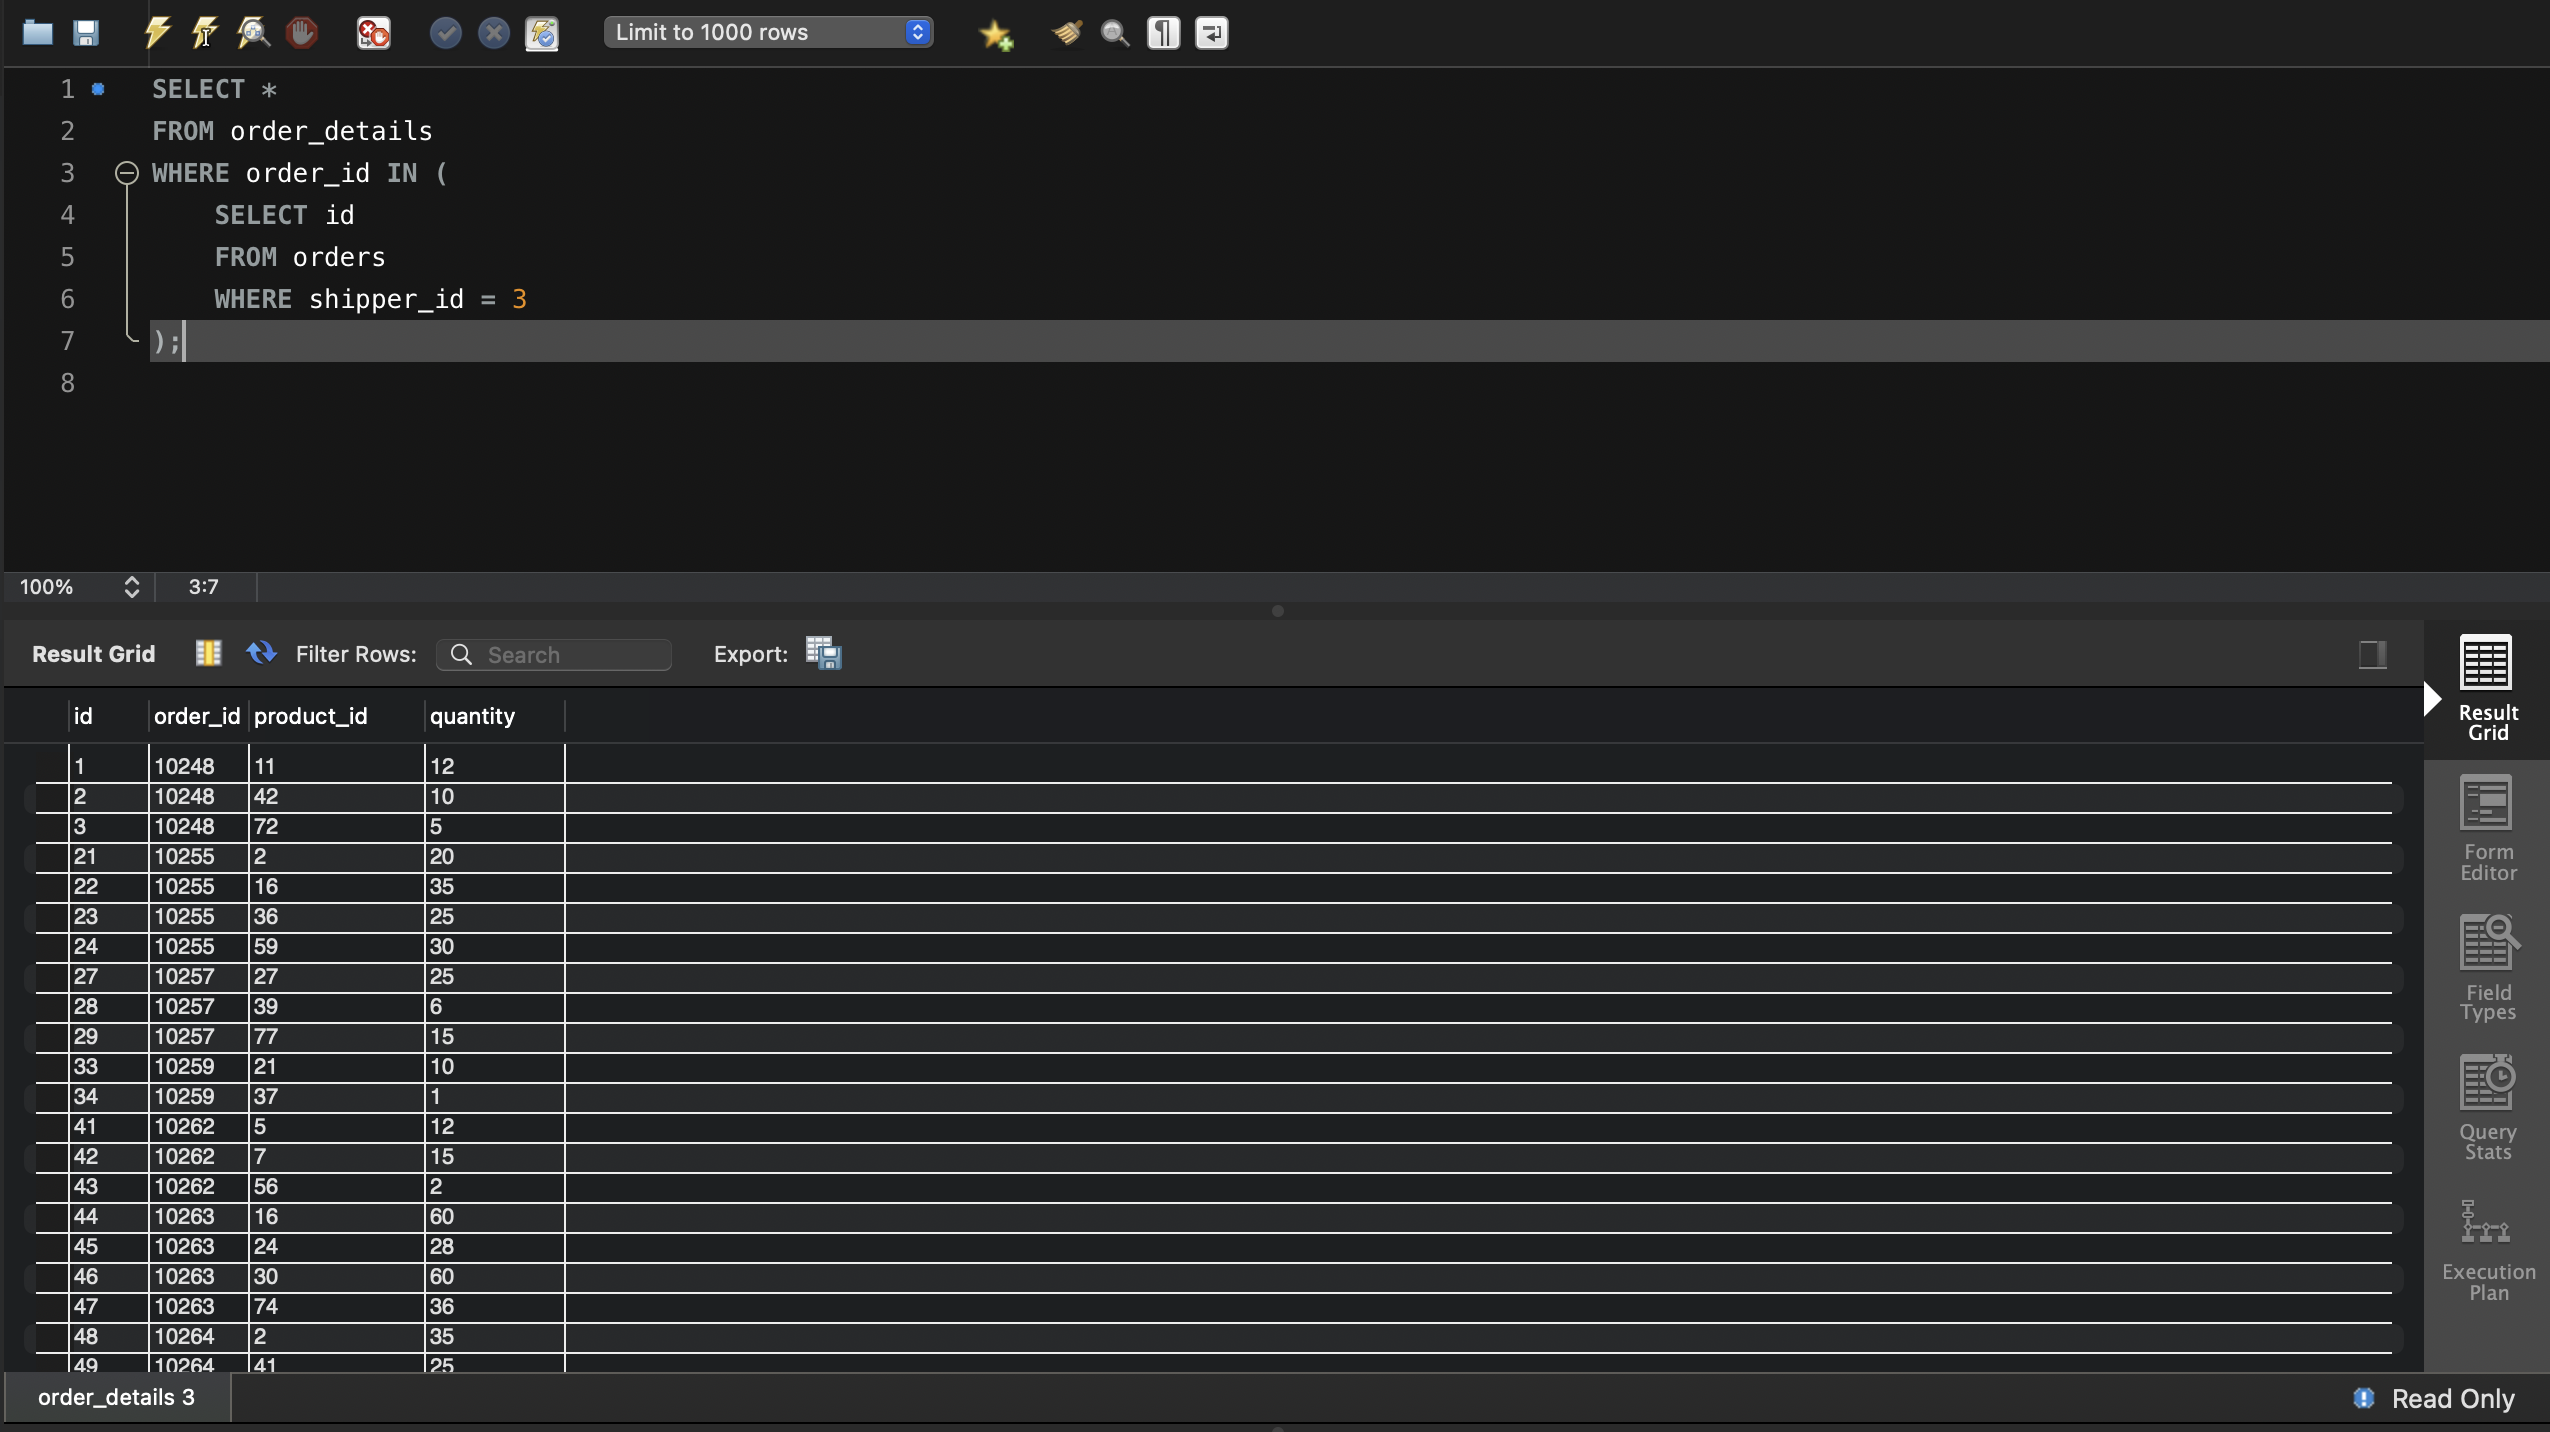 Limit to 1000 rows
1 SELECT *
2 FROM order_details
3 WHERE order_id IN (
4 SELECT id
5 FROM orders
6 WHERE shipper_id = 3
7 );
8
100% 3:7
Result Grid Filter Rows: Search Export:
id order_id product_id quantity
1 10248 11 12
2 10248 42 10
3 10248 72 5
21 10255 2 20
22 10255 16 35
23 10255 36 25
24 10255 59 30
27 10257 27 25
28 10257 39 6
29 10257 77 15
33 10259 21 10
34 10259 37 1
41 10262 5 12
42 10262 7 15
43 10262 56 2
44 10263 16 60
45 10263 24 28
46 10263 30 60
47 10263 74 36
48 10264 2 35
49 10264 41 25
Result
Grid
Form
Editor
Field
Types
Query
Stats
Execution
Plan
order_details 3
Read Only